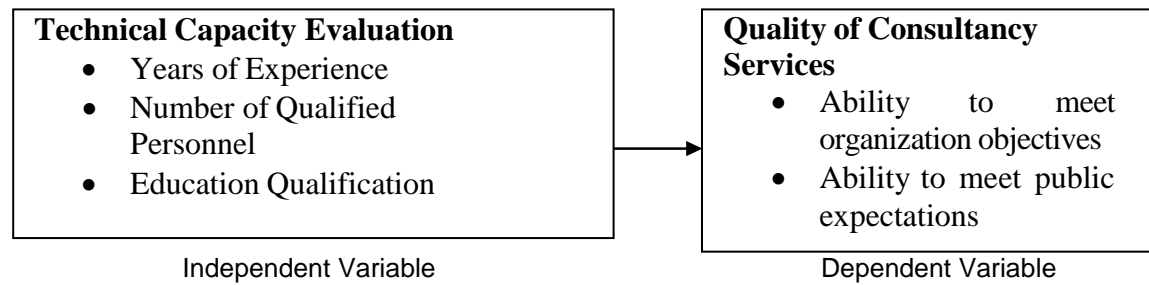 Technical Capacity Evaluation
• Years of Experience
• Number of Qualified
Personnel
• Education Qualification
Independent Variable
Quality of Consultancy
Services
• Ability to meet
organization objectives
• Ability to meet public
expectations
Dependent Variable